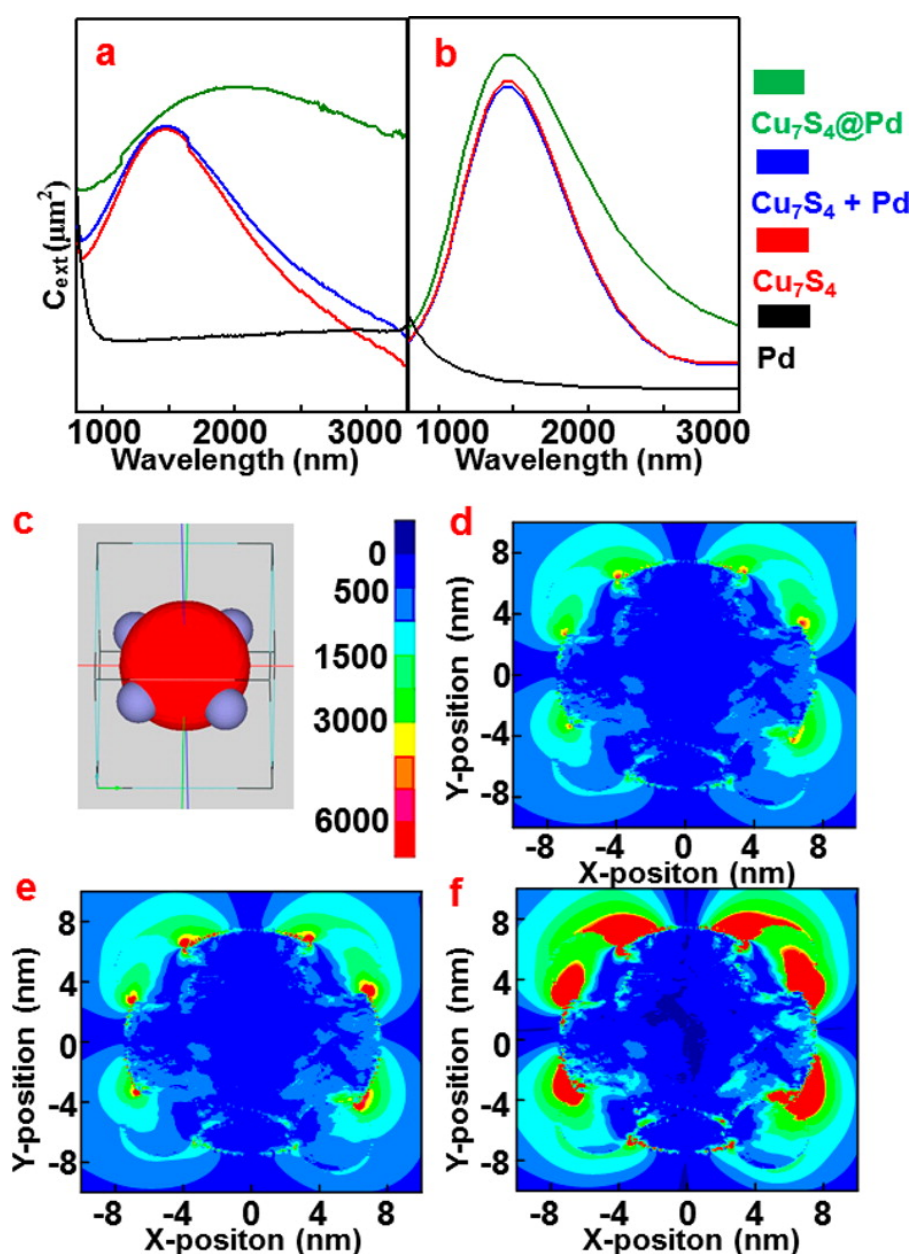 a
b
C_ext (μm²)
1000 2000 3000
1000 2000 3000
Wavelength (nm)
Wavelength (nm)
Cu₇S₄@Pd
Cu₇S₄ + Pd
Cu₇S₄
Pd
c
0
500
1500
3000
6000
d
Y-position (nm)
8
4
0
-4
-8
-8 -4 0 4 8
X-positon (nm)
e
Y-position (nm)
8
4
0
-4
-8
-8 -4 0 4 8
X-positon (nm)
f
Y-position (nm)
8
4
0
-4
-8
-8 -4 0 4 8
X-positon (nm)